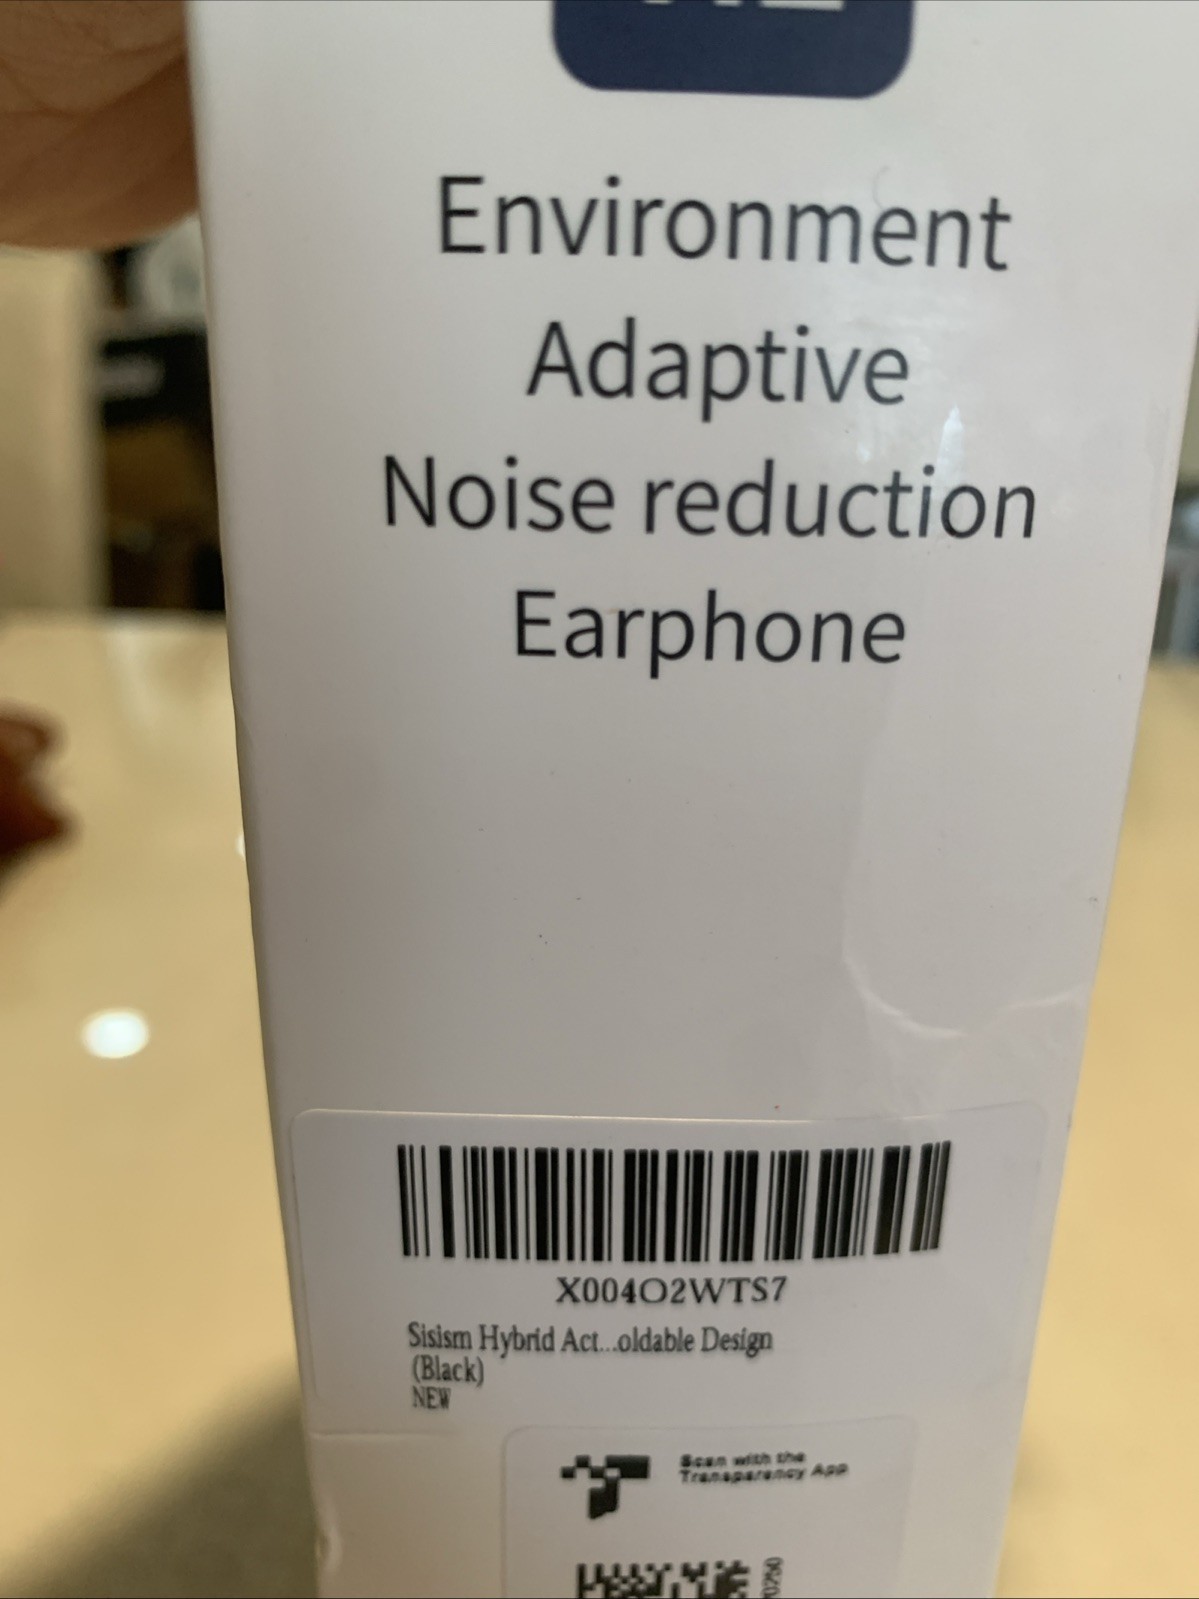 Environment
Adaptive
Noise reduction
Earphone
X004O2WTS7
Sisism Hybrid Act...oldable Design
(Black)
NEW
Scan with the
Transparency App